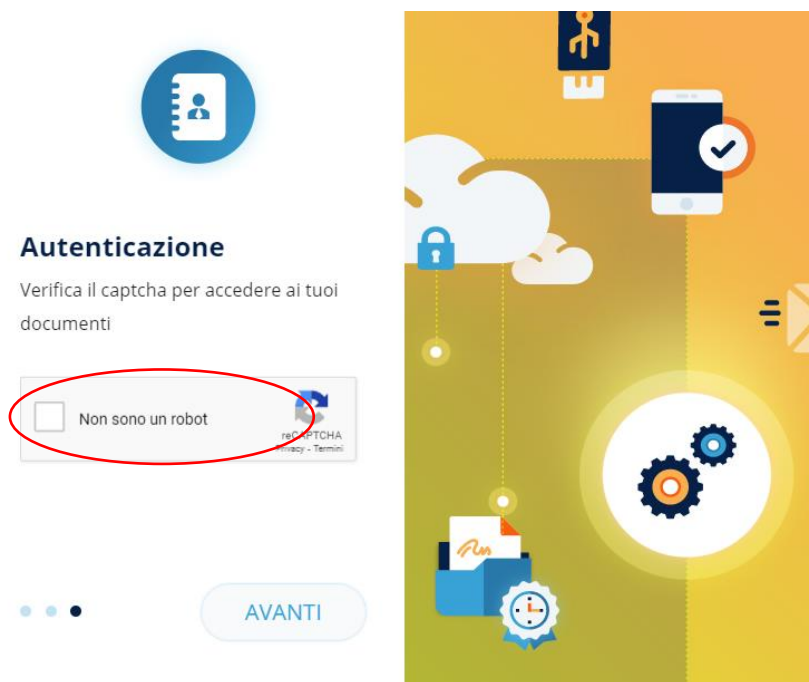 Autenticazione
Verifica il captcha per accedere ai tuoi
documenti
Non sono un robot
reCAPTCHA
Privacy - Termini
AVANTI